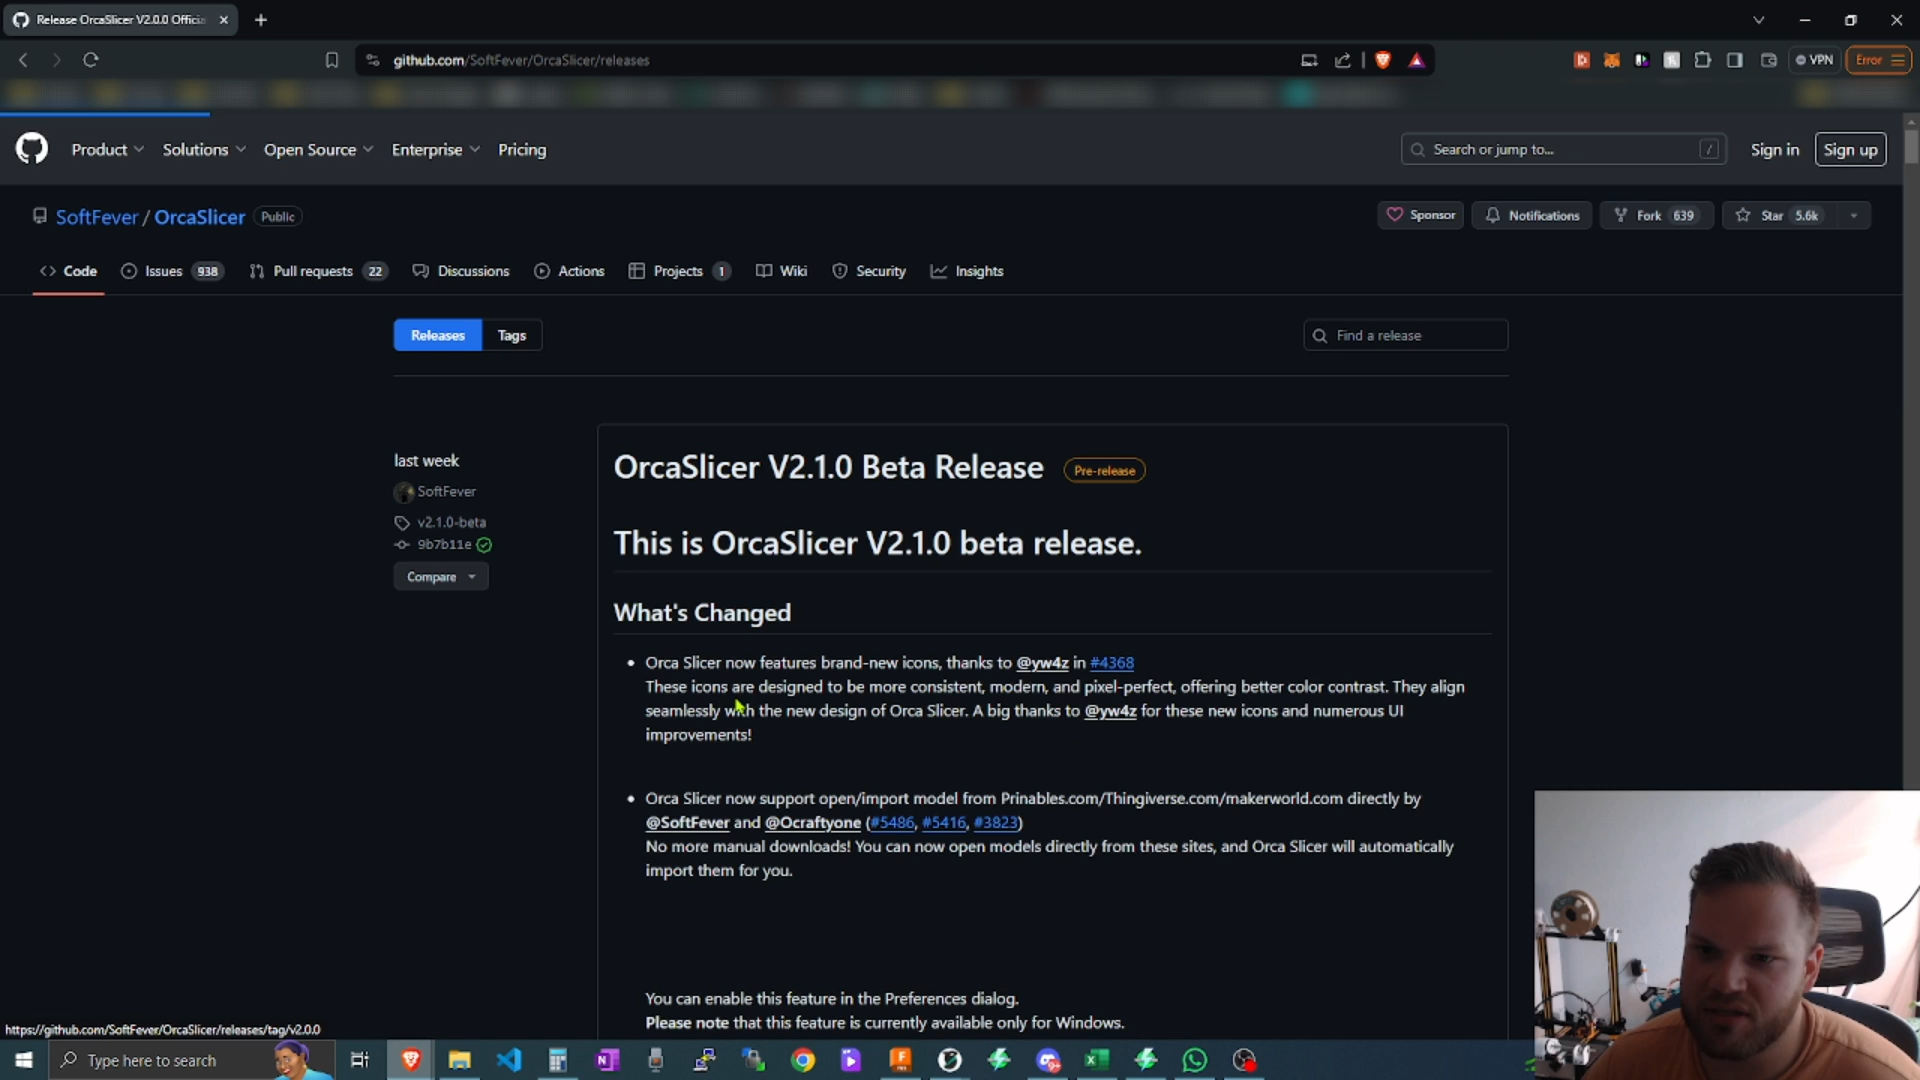 Release OrcaSlicer V2.0.0 Officia
github.com/SoftFever/OrcaSlicer/releases
VPN
Error
Product
Solutions
Open Source
Enterprise
Pricing
Search or jump to...
/
Sign in
Sign up
SoftFever / OrcaSlicer
Public
Sponsor
Notifications
Fork 639
Star 5.6k
Code
Issues 938
Pull requests 22
Discussions
Actions
Projects 1
Wiki
Security
Insights
Releases
Tags
Find a release
last week
SoftFever
v2.1.0-beta
9b7b11e
Compare
OrcaSlicer V2.1.0 Beta Release
Pre-release
This is OrcaSlicer V2.1.0 beta release.
What's Changed
Orca Slicer now features brand-new icons, thanks to @yw4z in #4368
These icons are designed to be more consistent, modern, and pixel-perfect, offering better color contrast. They align
seamlessly with the new design of Orca Slicer. A big thanks to @yw4z for these new icons and numerous UI
improvements!
Orca Slicer now support open/import model from Prinables.com/Thingiverse.com/makerworld.com directly by
@SoftFever and @Ocraftyone (#5486, #5416, #3823)
No more manual downloads! You can now open models directly from these sites, and Orca Slicer will automatically
import them for you.
You can enable this feature in the Preferences dialog.
Please note that this feature is currently available only for Windows.
https://github.com/SoftFever/OrcaSlicer/releases/tag/v2.0.0
Type here to search